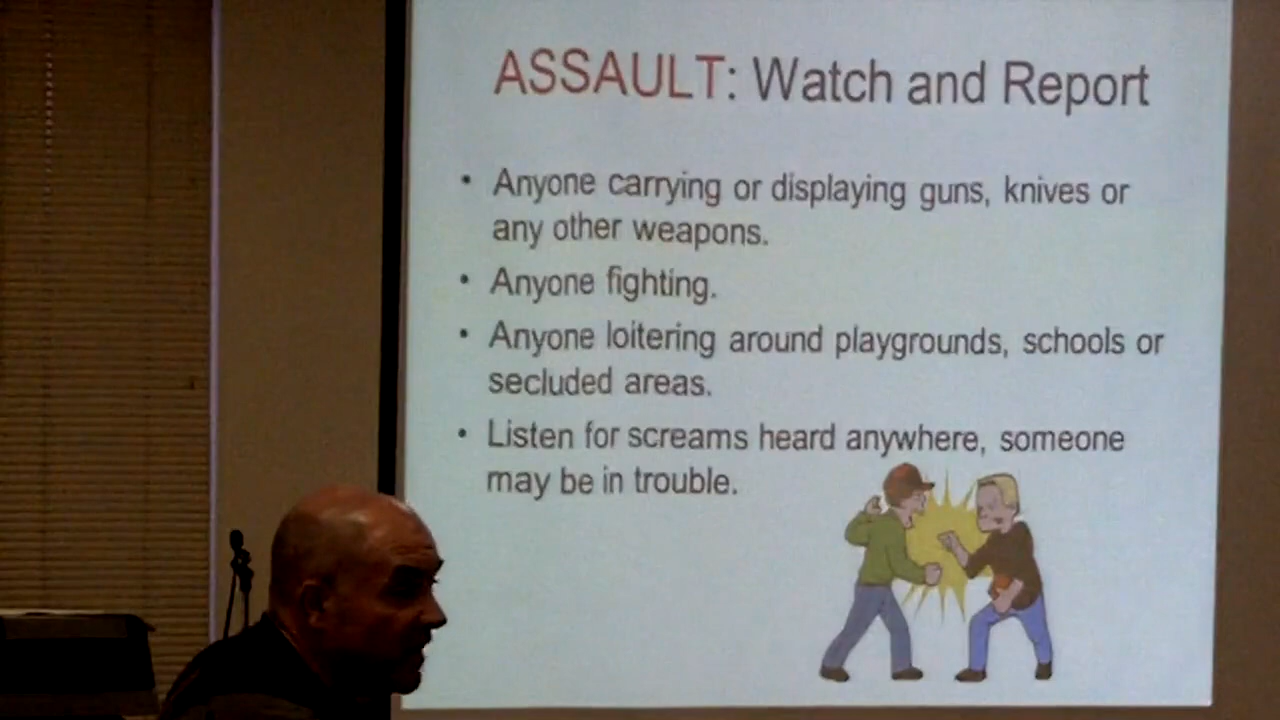 ASSAULT: Watch and Report
• Anyone carrying or displaying guns, knives or
any other weapons.
• Anyone fighting.
• Anyone loitering around playgrounds, schools or
secluded areas.
• Listen for screams heard anywhere, someone
may be in trouble.